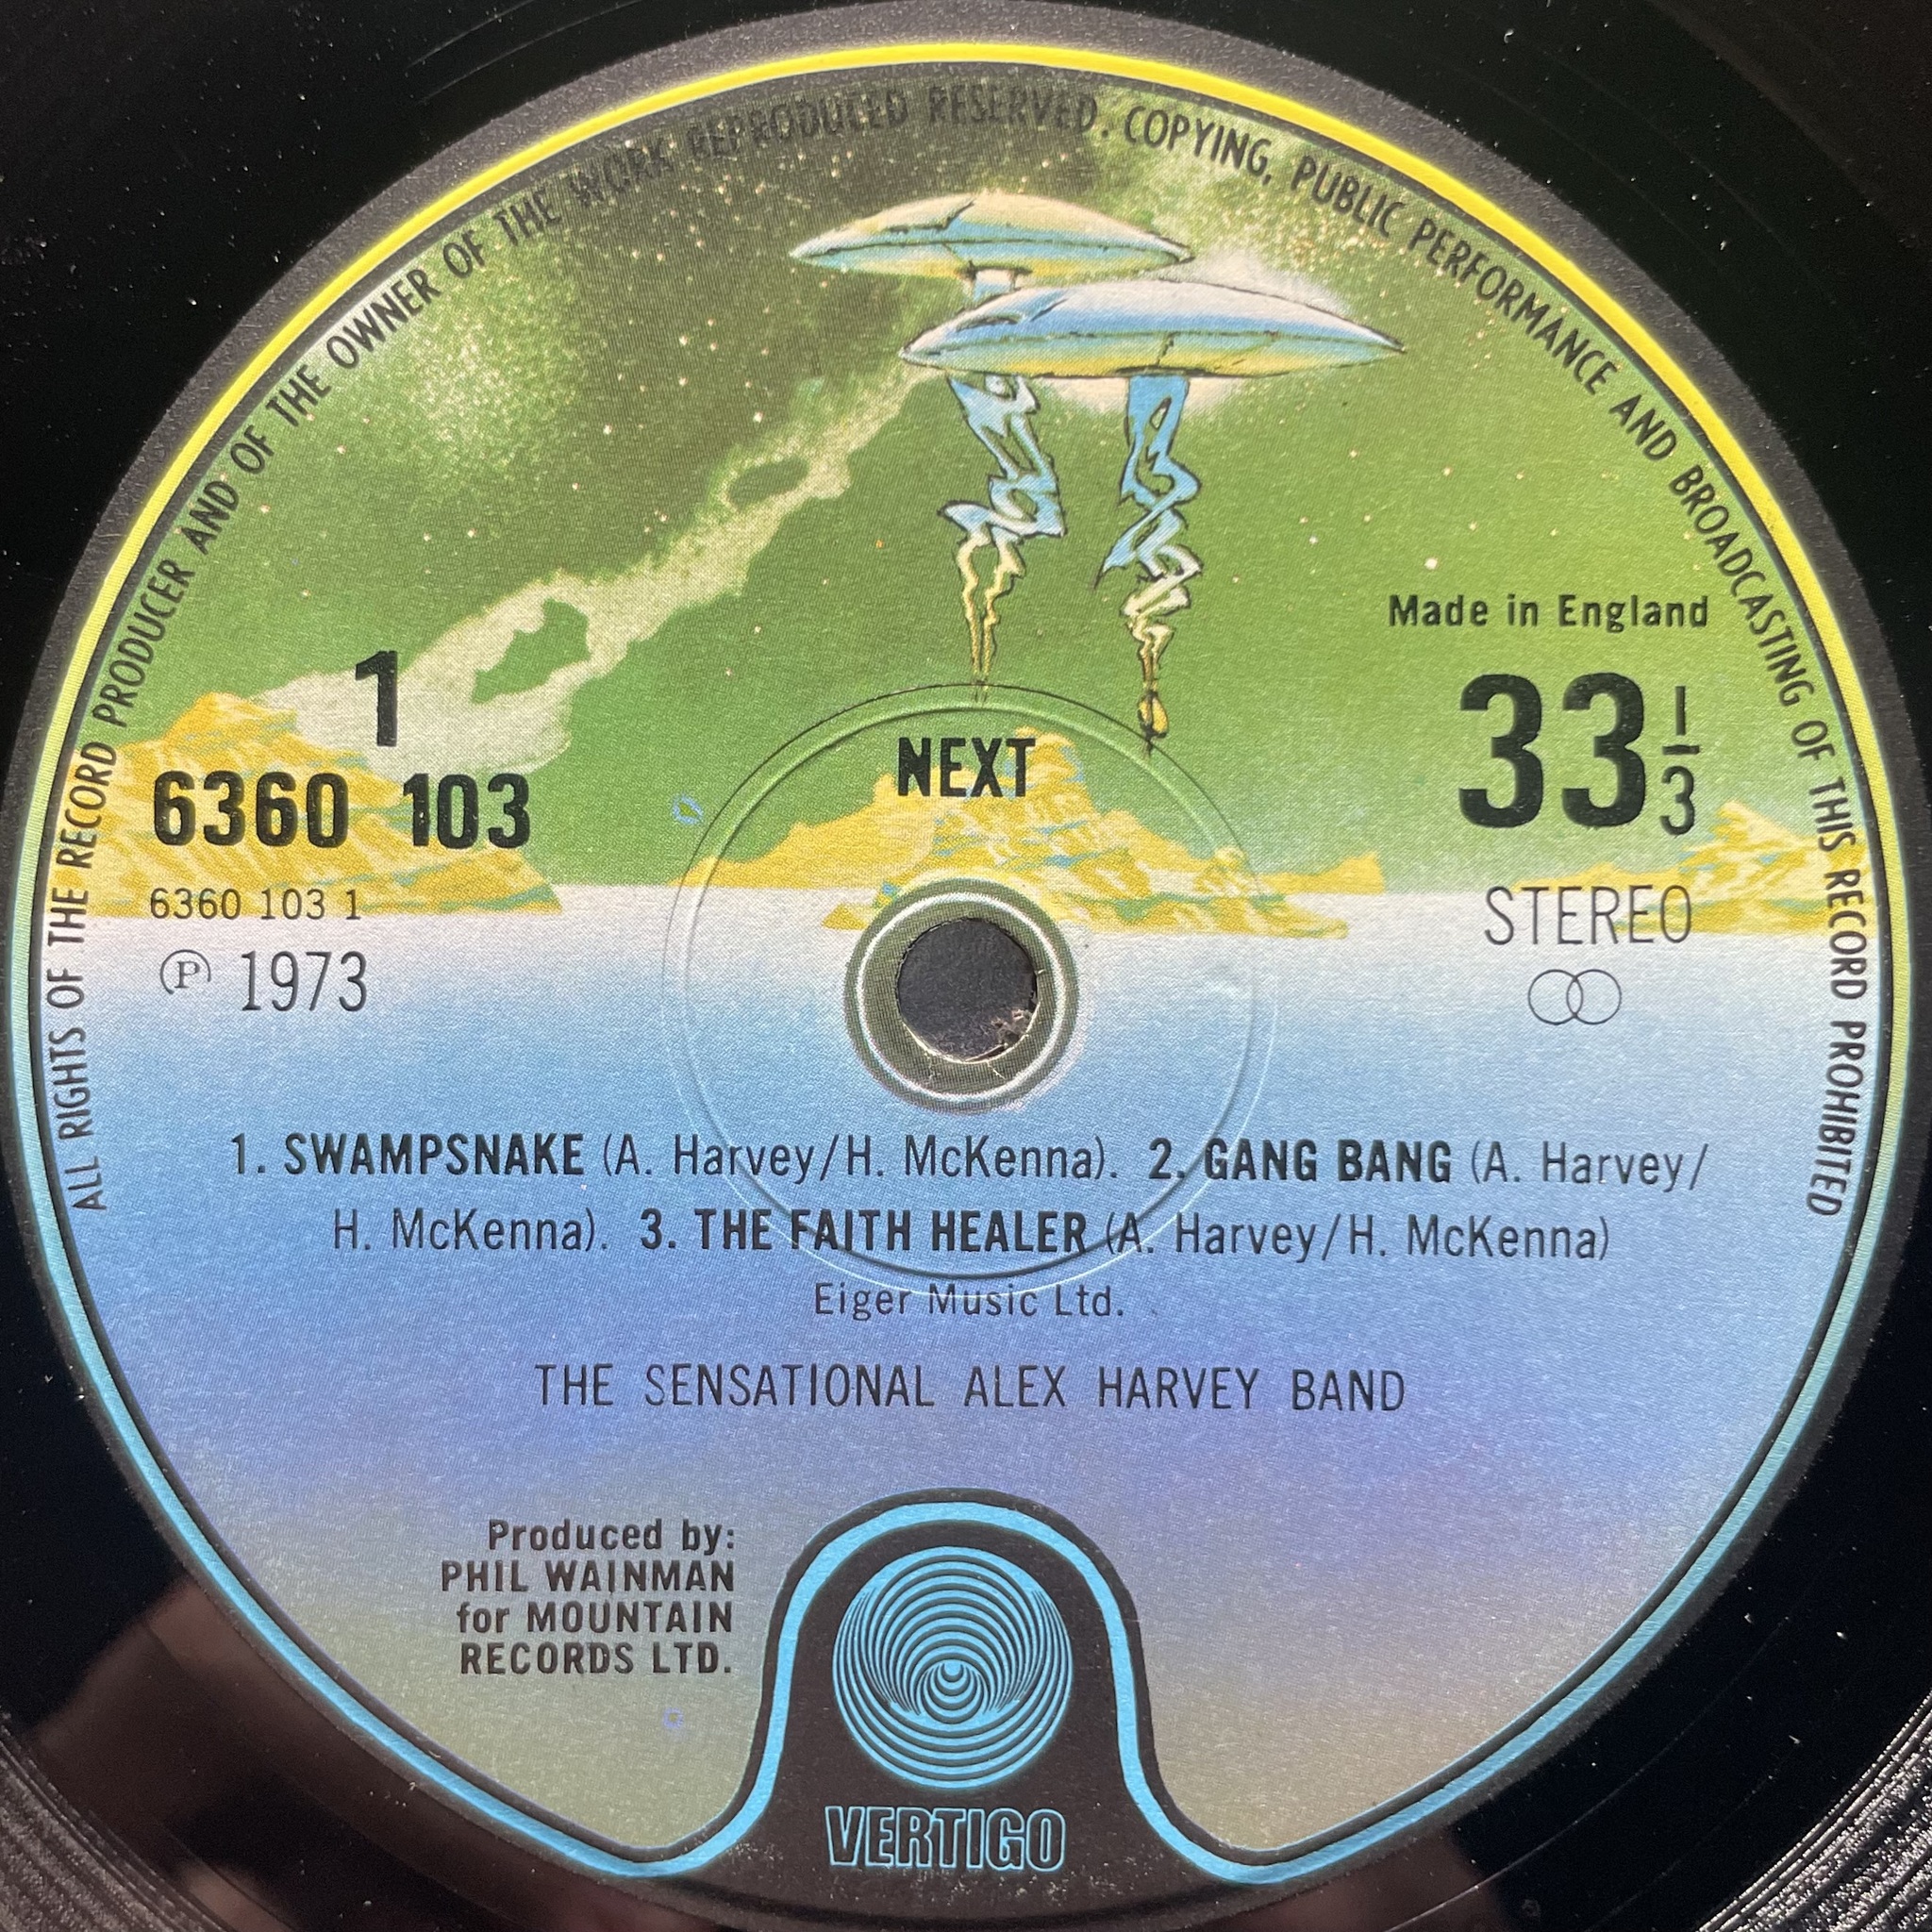 ALL RIGHTS OF THE RECORD PRODUCER AND OF THE OWNER OF THE WORK REPRODUCED RESERVED. COPYING, PUBLIC PERFORMANCE AND BROADCASTING OF THIS RECORD PROHIBITED
Made in England
1
6360 103
NEXT
33 1/3
6360 103 1
STEREO
Ⓟ 1973
1. SWAMPSNAKE (A. Harvey/H. McKenna). 2. GANG BANG (A. Harvey/
H. McKenna). 3. THE FAITH HEALER (A. Harvey/H. McKenna)
Eiger Music Ltd.
THE SENSATIONAL ALEX HARVEY BAND
Produced by:
PHIL WAINMAN
for MOUNTAIN
RECORDS LTD.
VERTIGO